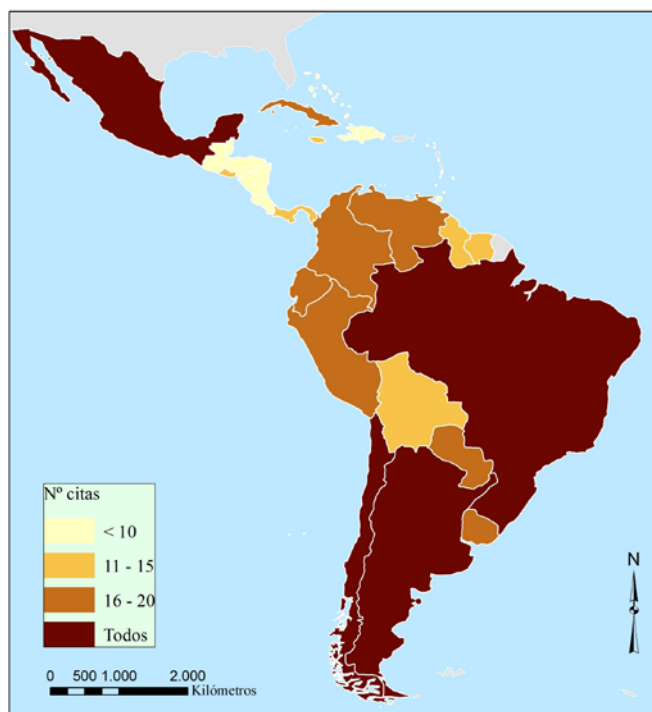 Nº citas
< 10
11 - 15
16 - 20
Todos
N
0 500 1.000 2.000
Kilómetros